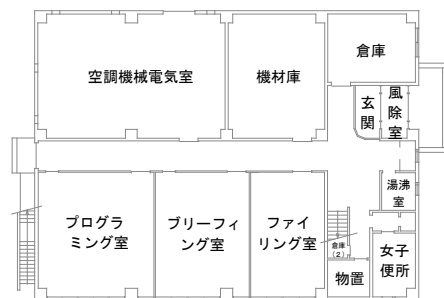 空調機械電気室
機材庫
倉庫
玄関
風除室
湯沸
室
プログラ
ミング室
ブリーフィ
ング室
ファイ
リング室
倉庫
（2）
物置
女子
便所